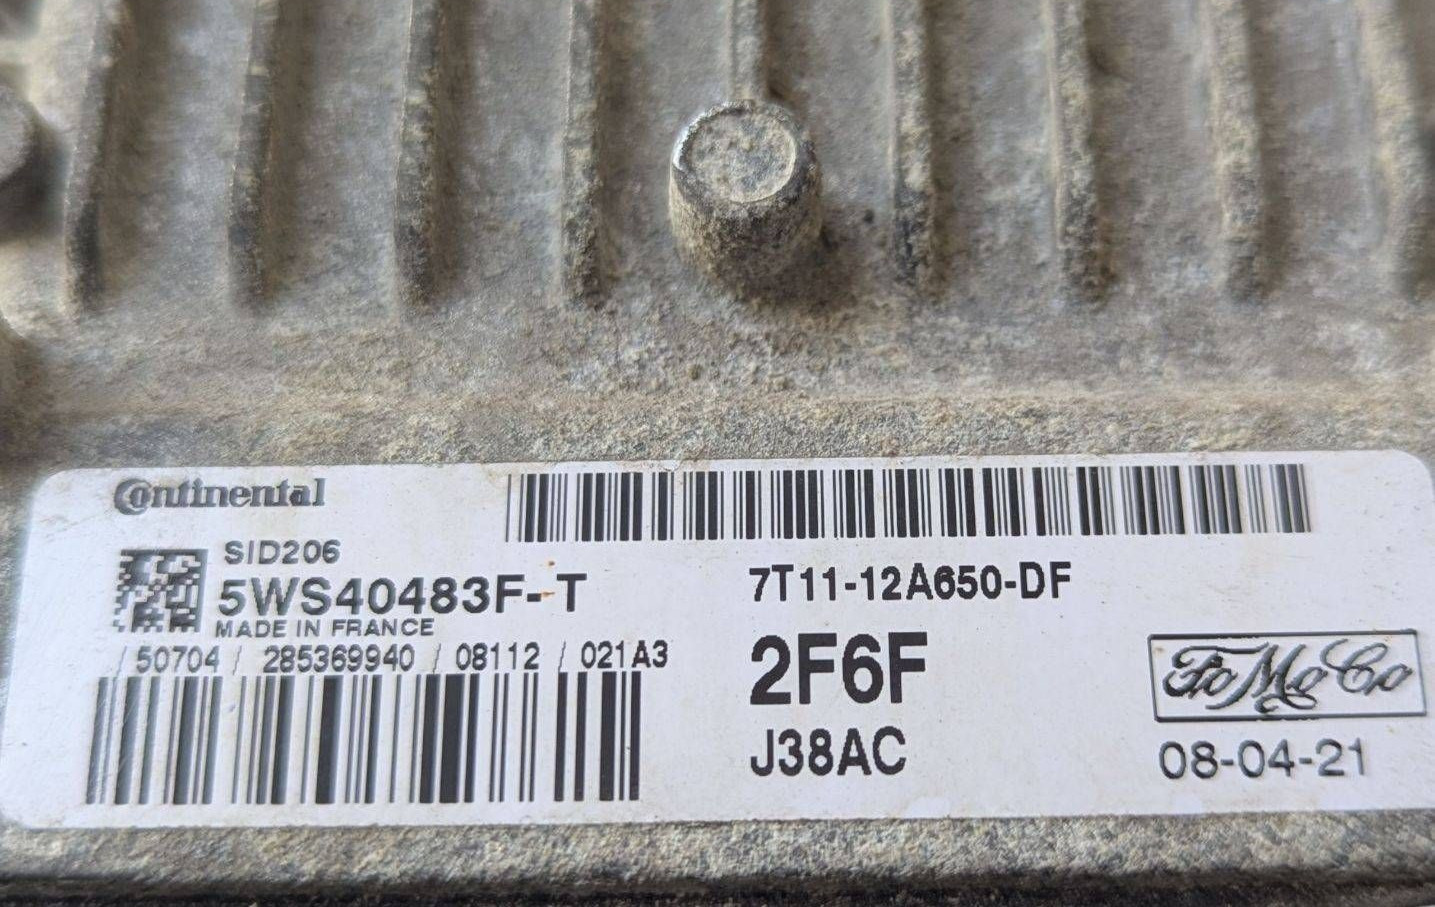 Continental
SID206
5WS40483F-T
MADE IN FRANCE
/ 50704 / 285369940 / 08112 / 021A3
7T11-12A650-DF
2F6F
J38AC
FoMoCo
08-04-21